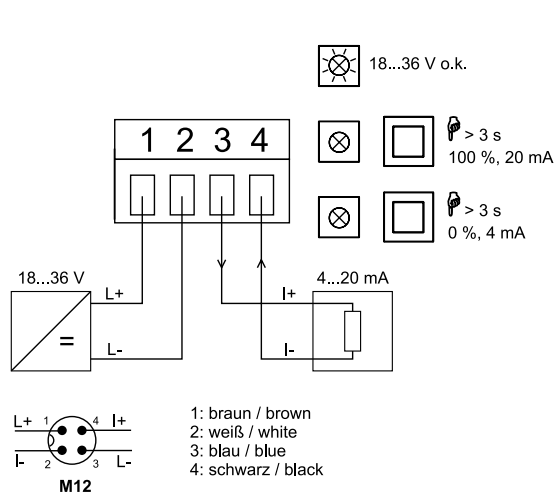 18...36 V o.k.
1 2 3 4
> 3 s
100 %, 20 mA
> 3 s
0 %, 4 mA
18...36 V
4...20 mA
L+
I+
=
L-
I-
L+ 1 4 I+
I- 2 3 L-
M12
1: braun / brown
2: weiß / white
3: blau / blue
4: schwarz / black